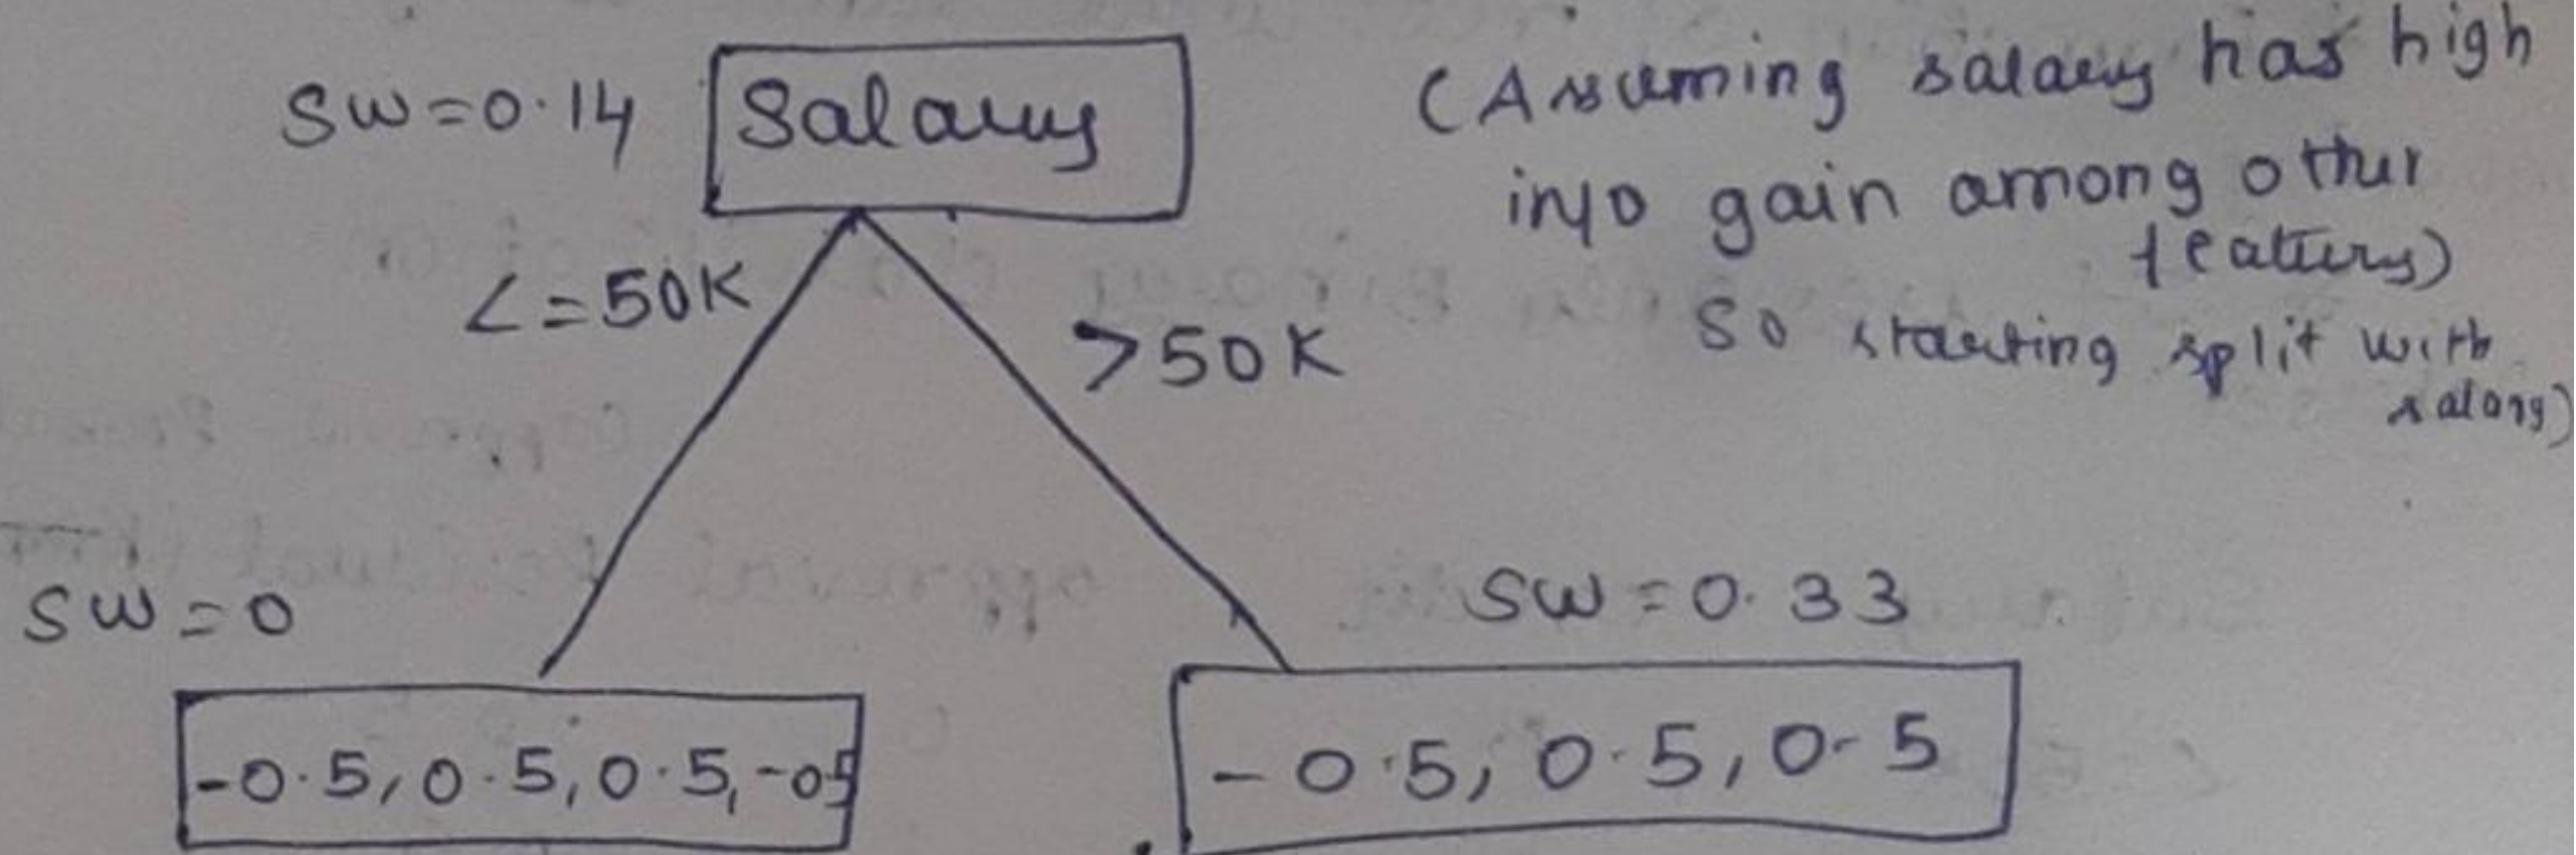 SW=0.14
Salary
(Assuming salary has high
info gain among other
features)
So starting split with
salary)
<=50K
>50K
SW=0
SW=0.33
-0.5, 0.5, 0.5, -0.5
-0.5, 0.5, 0.5